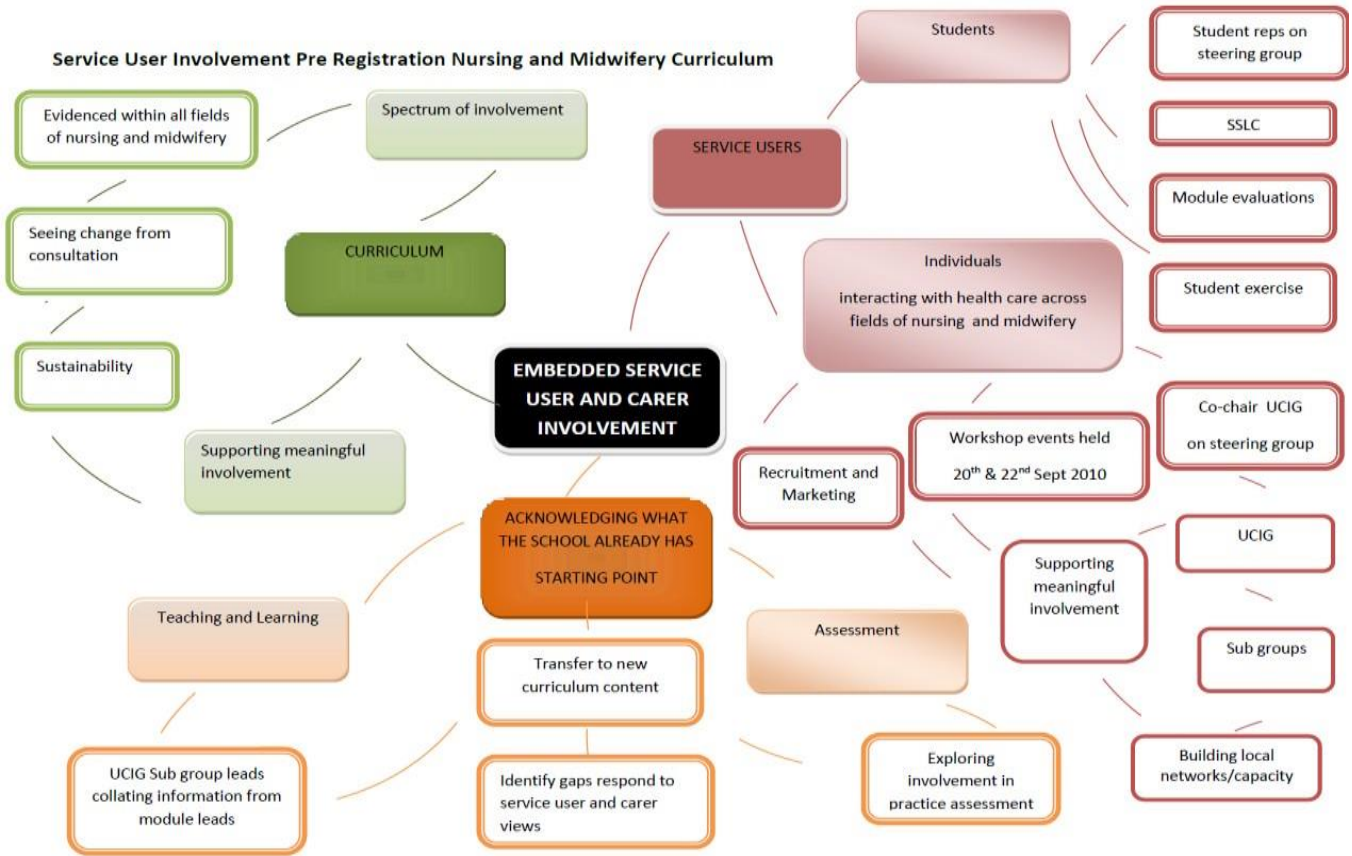 Service User Involvement Pre Registration Nursing and Midwifery Curriculum
Evidenced within all fields
of nursing and midwifery
Spectrum of involvement
Seeing change from
consultation
CURRICULUM
Sustainability
Supporting meaningful
involvement
EMBEDDED SERVICE
USER AND CARER
INVOLVEMENT
SERVICE USERS
Students
Student reps on
steering group
SSLC
Module evaluations
Student exercise
Individuals
interacting with health care across
fields of nursing and midwifery
Recruitment and
Marketing
Workshop events held
20th & 22nd Sept 2010
Co-chair UCIG
on steering group
UCIG
Supporting
meaningful
involvement
Sub groups
Building local
networks/capacity
ACKNOWLEDGING WHAT
THE SCHOOL ALREADY HAS
STARTING POINT
Teaching and Learning
Assessment
Transfer to new
curriculum content
UCIG Sub group leads
collating information from
module leads
Identify gaps respond to
service user and carer
views
Exploring
involvement in
practice assessment